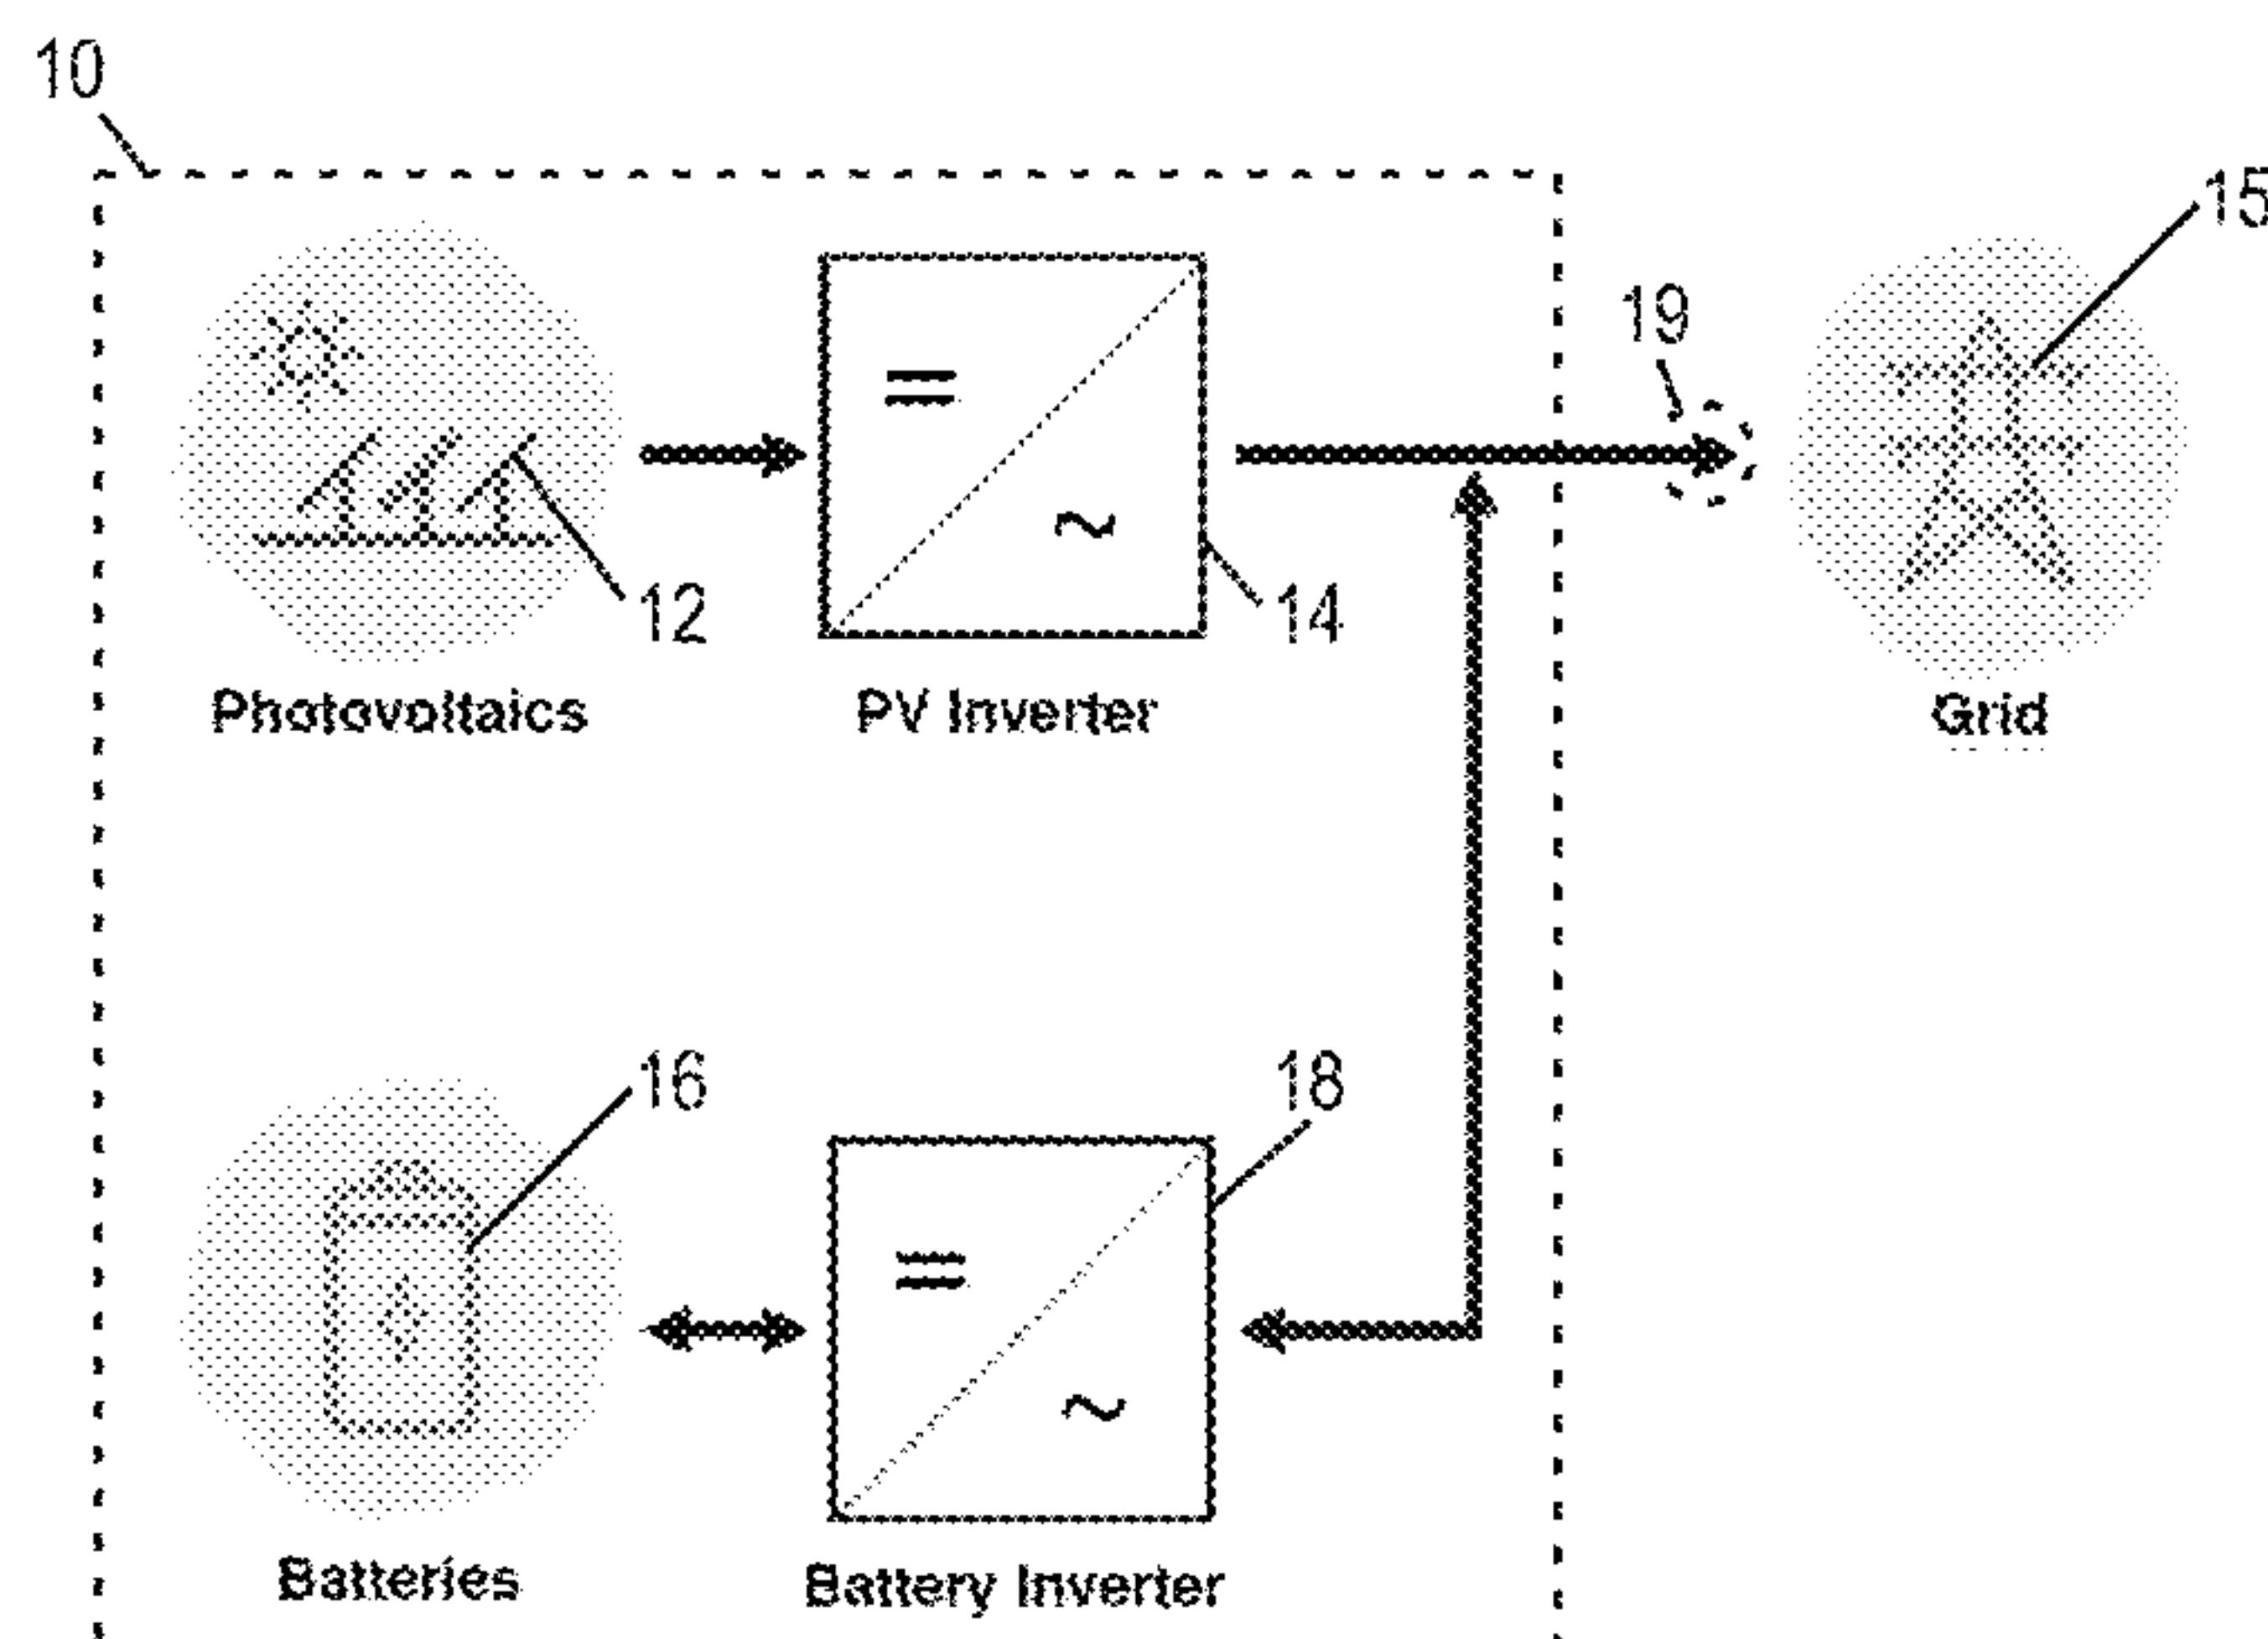 10
15
19
12
14
Photovoltaics
PV Inverter
Grid
16
18
Batteries
Battery Inverter